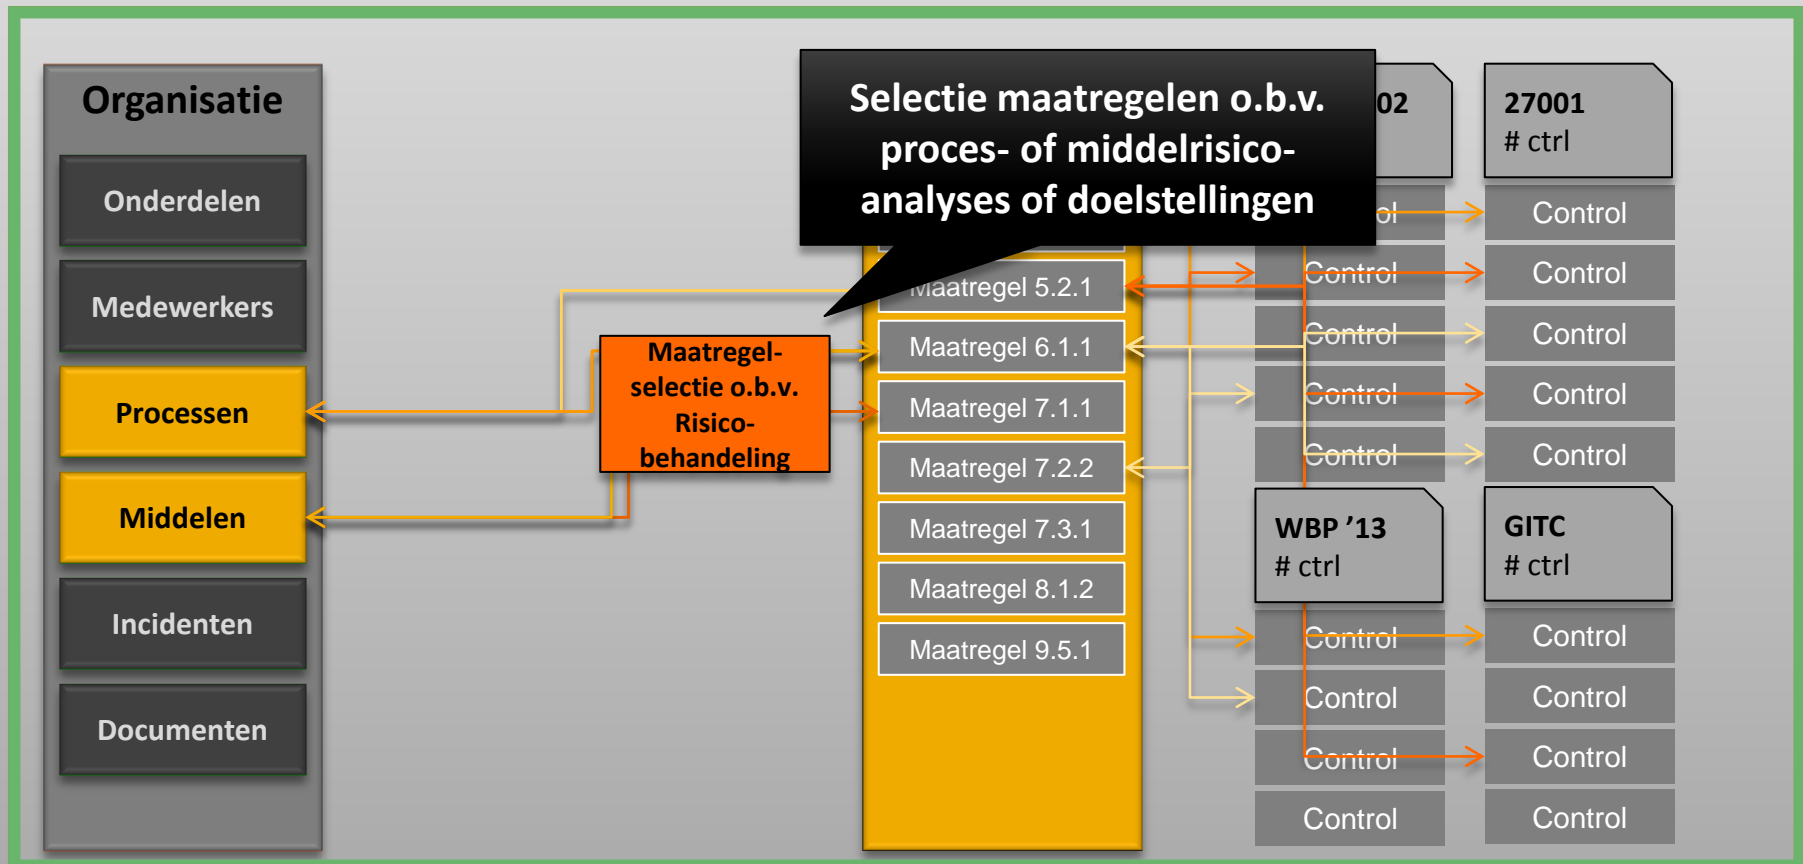 Organisatie
Onderdelen
Medewerkers
Processen
Middelen
Incidenten
Documenten
Selectie maatregelen o.b.v.
proces- of middelrisico-
analyses of doelstellingen
Maatregel-
selectie o.b.v.
Risico-
behandeling
Maatregel 5.2.1
Maatregel 6.1.1
Maatregel 7.1.1
Maatregel 7.2.2
Maatregel 7.3.1
Maatregel 8.1.2
Maatregel 9.5.1
02
ol
Control
Control
Control
Control
27001
# ctrl
Control
Control
Control
Control
Control
WBP ’13
# ctrl
Control
Control
Control
Control
GITC
# ctrl
Control
Control
Control
Control